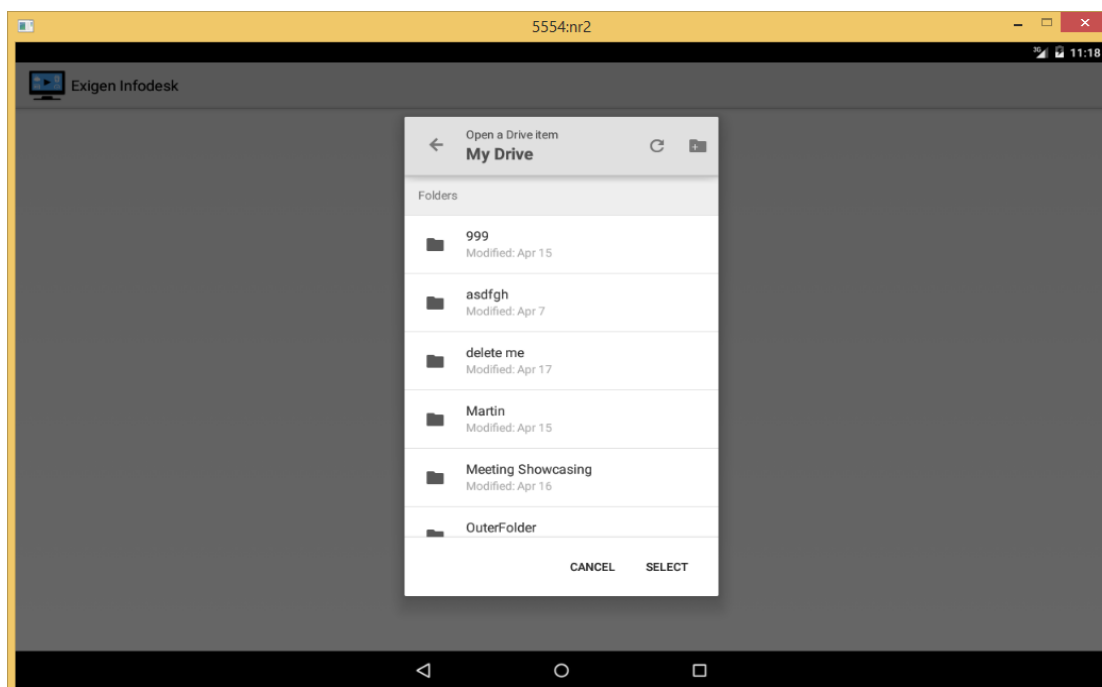 5554:nr2
3G 11:18
Exigen Infodesk
Open a Drive item
My Drive
Folders
999
Modified: Apr 15
asdfgh
Modified: Apr 7
delete me
Modified: Apr 17
Martin
Modified: Apr 15
Meeting Showcasing
Modified: Apr 16
OuterFolder
CANCEL SELECT